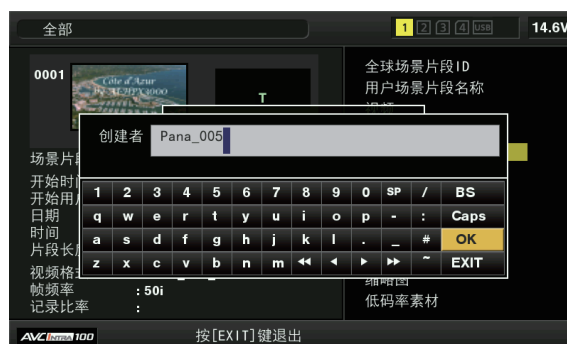 全部
1 2 3 4 USB
14.6V
0001
Côte d'Azur
By AJ-HPX3000
T
全球场景片段ID
用户场景片段名称
创建者 Pana_005
场景片
开始时
开始用
日期
时间
片段长
视频格
帧频率 : 50i
记录比率 :
1 2 3 4 5 6 7 8 9 0 SP / BS
q w e r t y u i o p - : Caps
a s d f g h j k l . _ # OK
z x c v b n m ◀◀ ◀ ▶ ▶▶ ~ EXIT
缩略图
低码率素材
AVC INTRA 100
按[EXIT]键退出